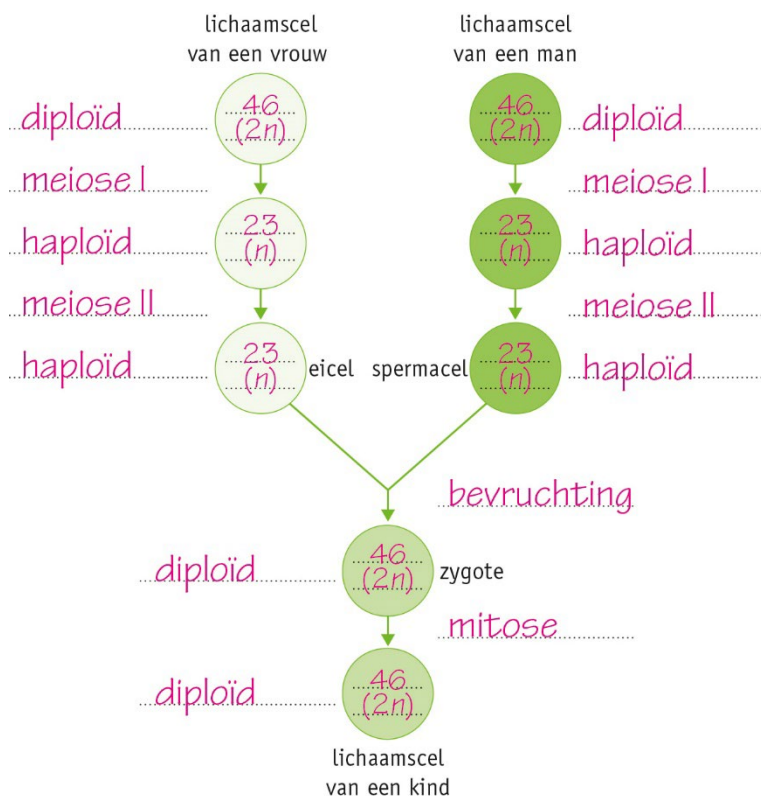 lichaamscel
van een vrouw
lichaamscel
van een man
diploïd
46
(2n)
46
(2n)
diploïd
meiose I
meiose I
haploïd
23
(n)
23
(n)
haploïd
meiose II
meiose II
haploïd
23
(n)
eicel
spermacel
23
(n)
haploïd
bevruchting
diploïd
46
(2n)
zygote
mitose
diploïd
46
(2n)
lichaamscel
van een kind